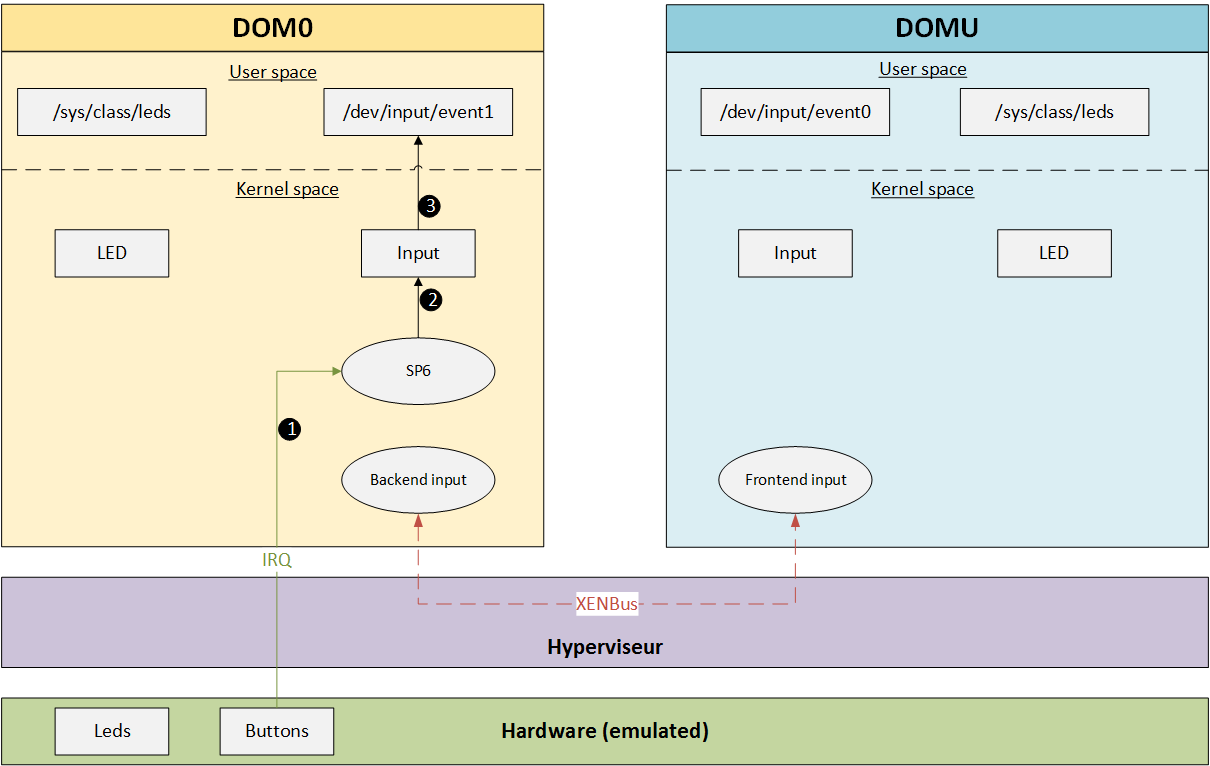 DOM0
DOMU
User space
User space
/sys/class/leds
/dev/input/event1
/dev/input/event0
/sys/class/leds
Kernel space
Kernel space
3
LED
Input
Input
LED
2
SP6
1
Backend input
Frontend input
IRQ
XENBus
Hyperviseur
Leds
Buttons
Hardware (emulated)